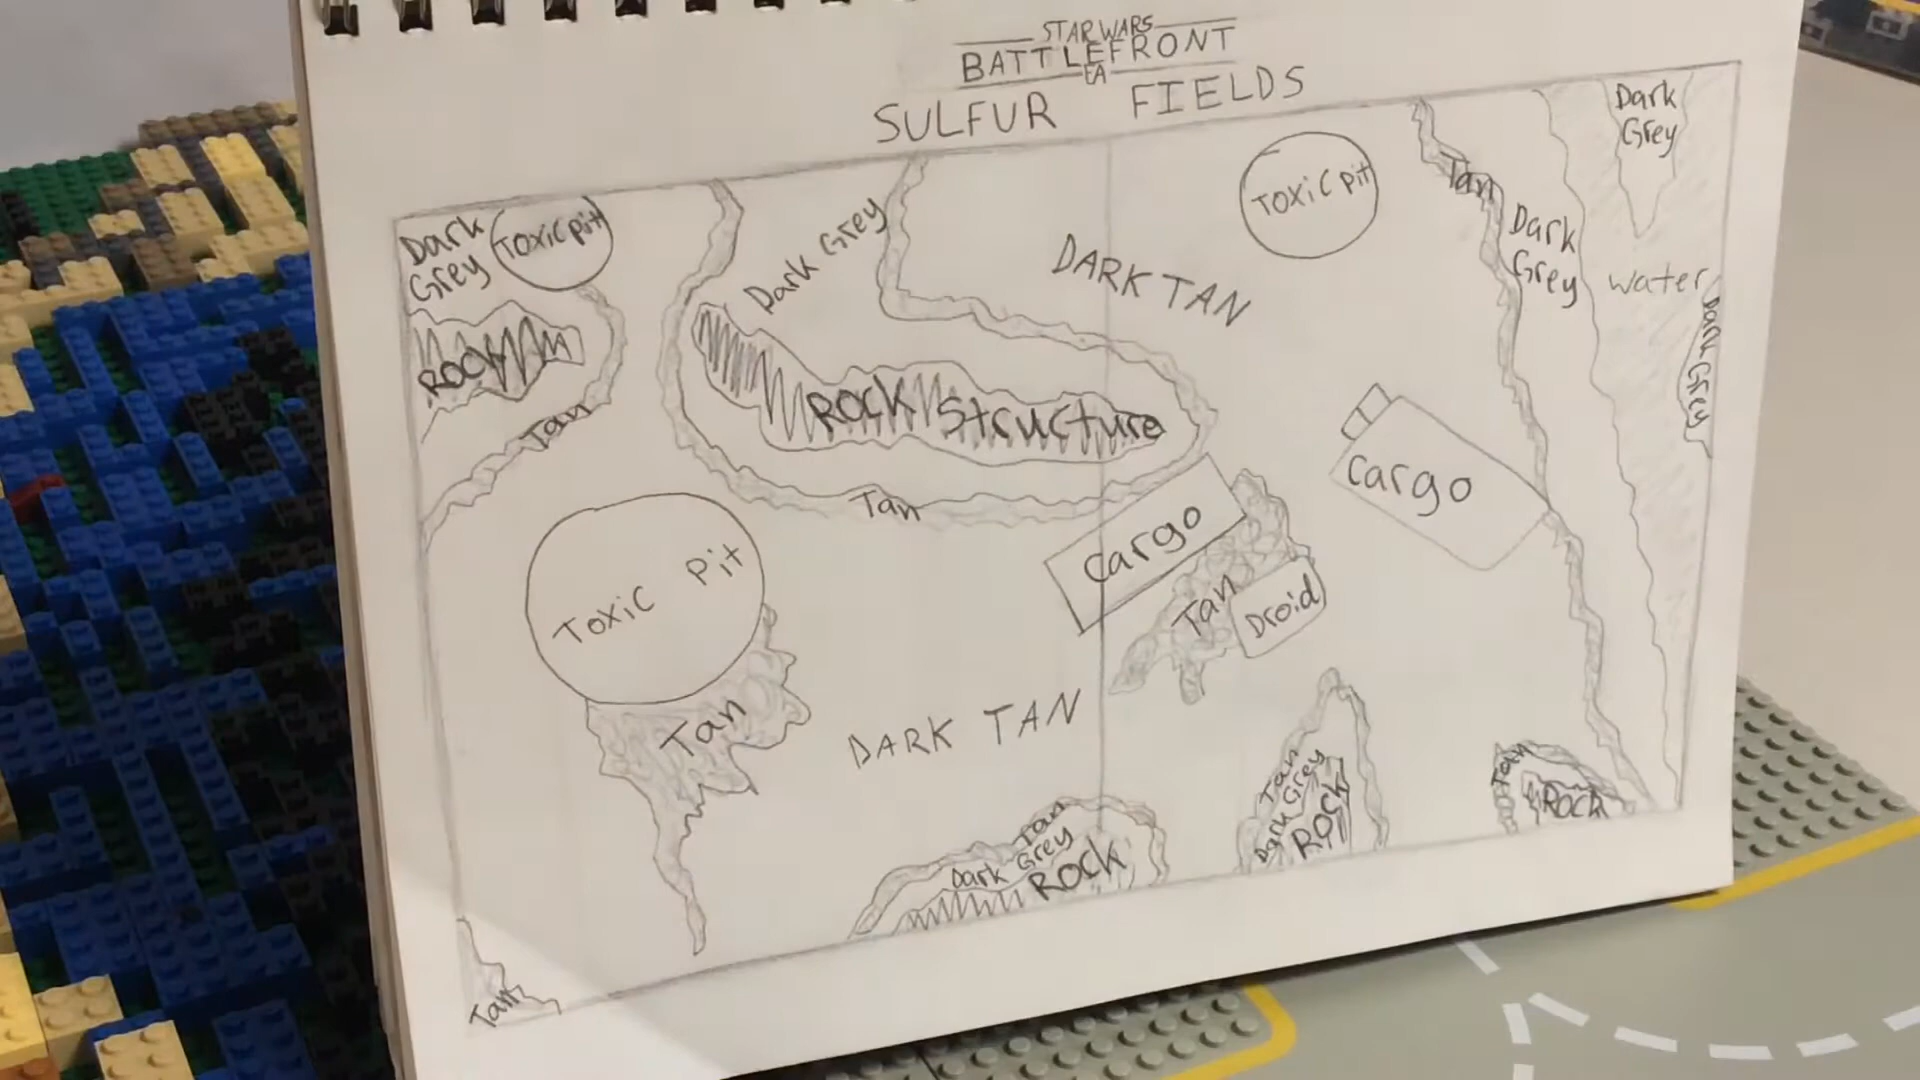 STAR WARS
BATTLEFRONT
EA
SULFUR FIELDS
Dark
Grey
Toxic pit
ROCK
Tan
Dark Grey
DARK TAN
Toxic pit
Tan
Dark
Grey
Dark
Grey
water
Dark Grey
ROCK Structure
Tan
Cargo
Cargo
Tan
Droid
Toxic Pit
Tan
DARK TAN
Tan
Dark Grey
ROCK
Tan
Dark Grey
ROCK
Tan
Rock
Tan